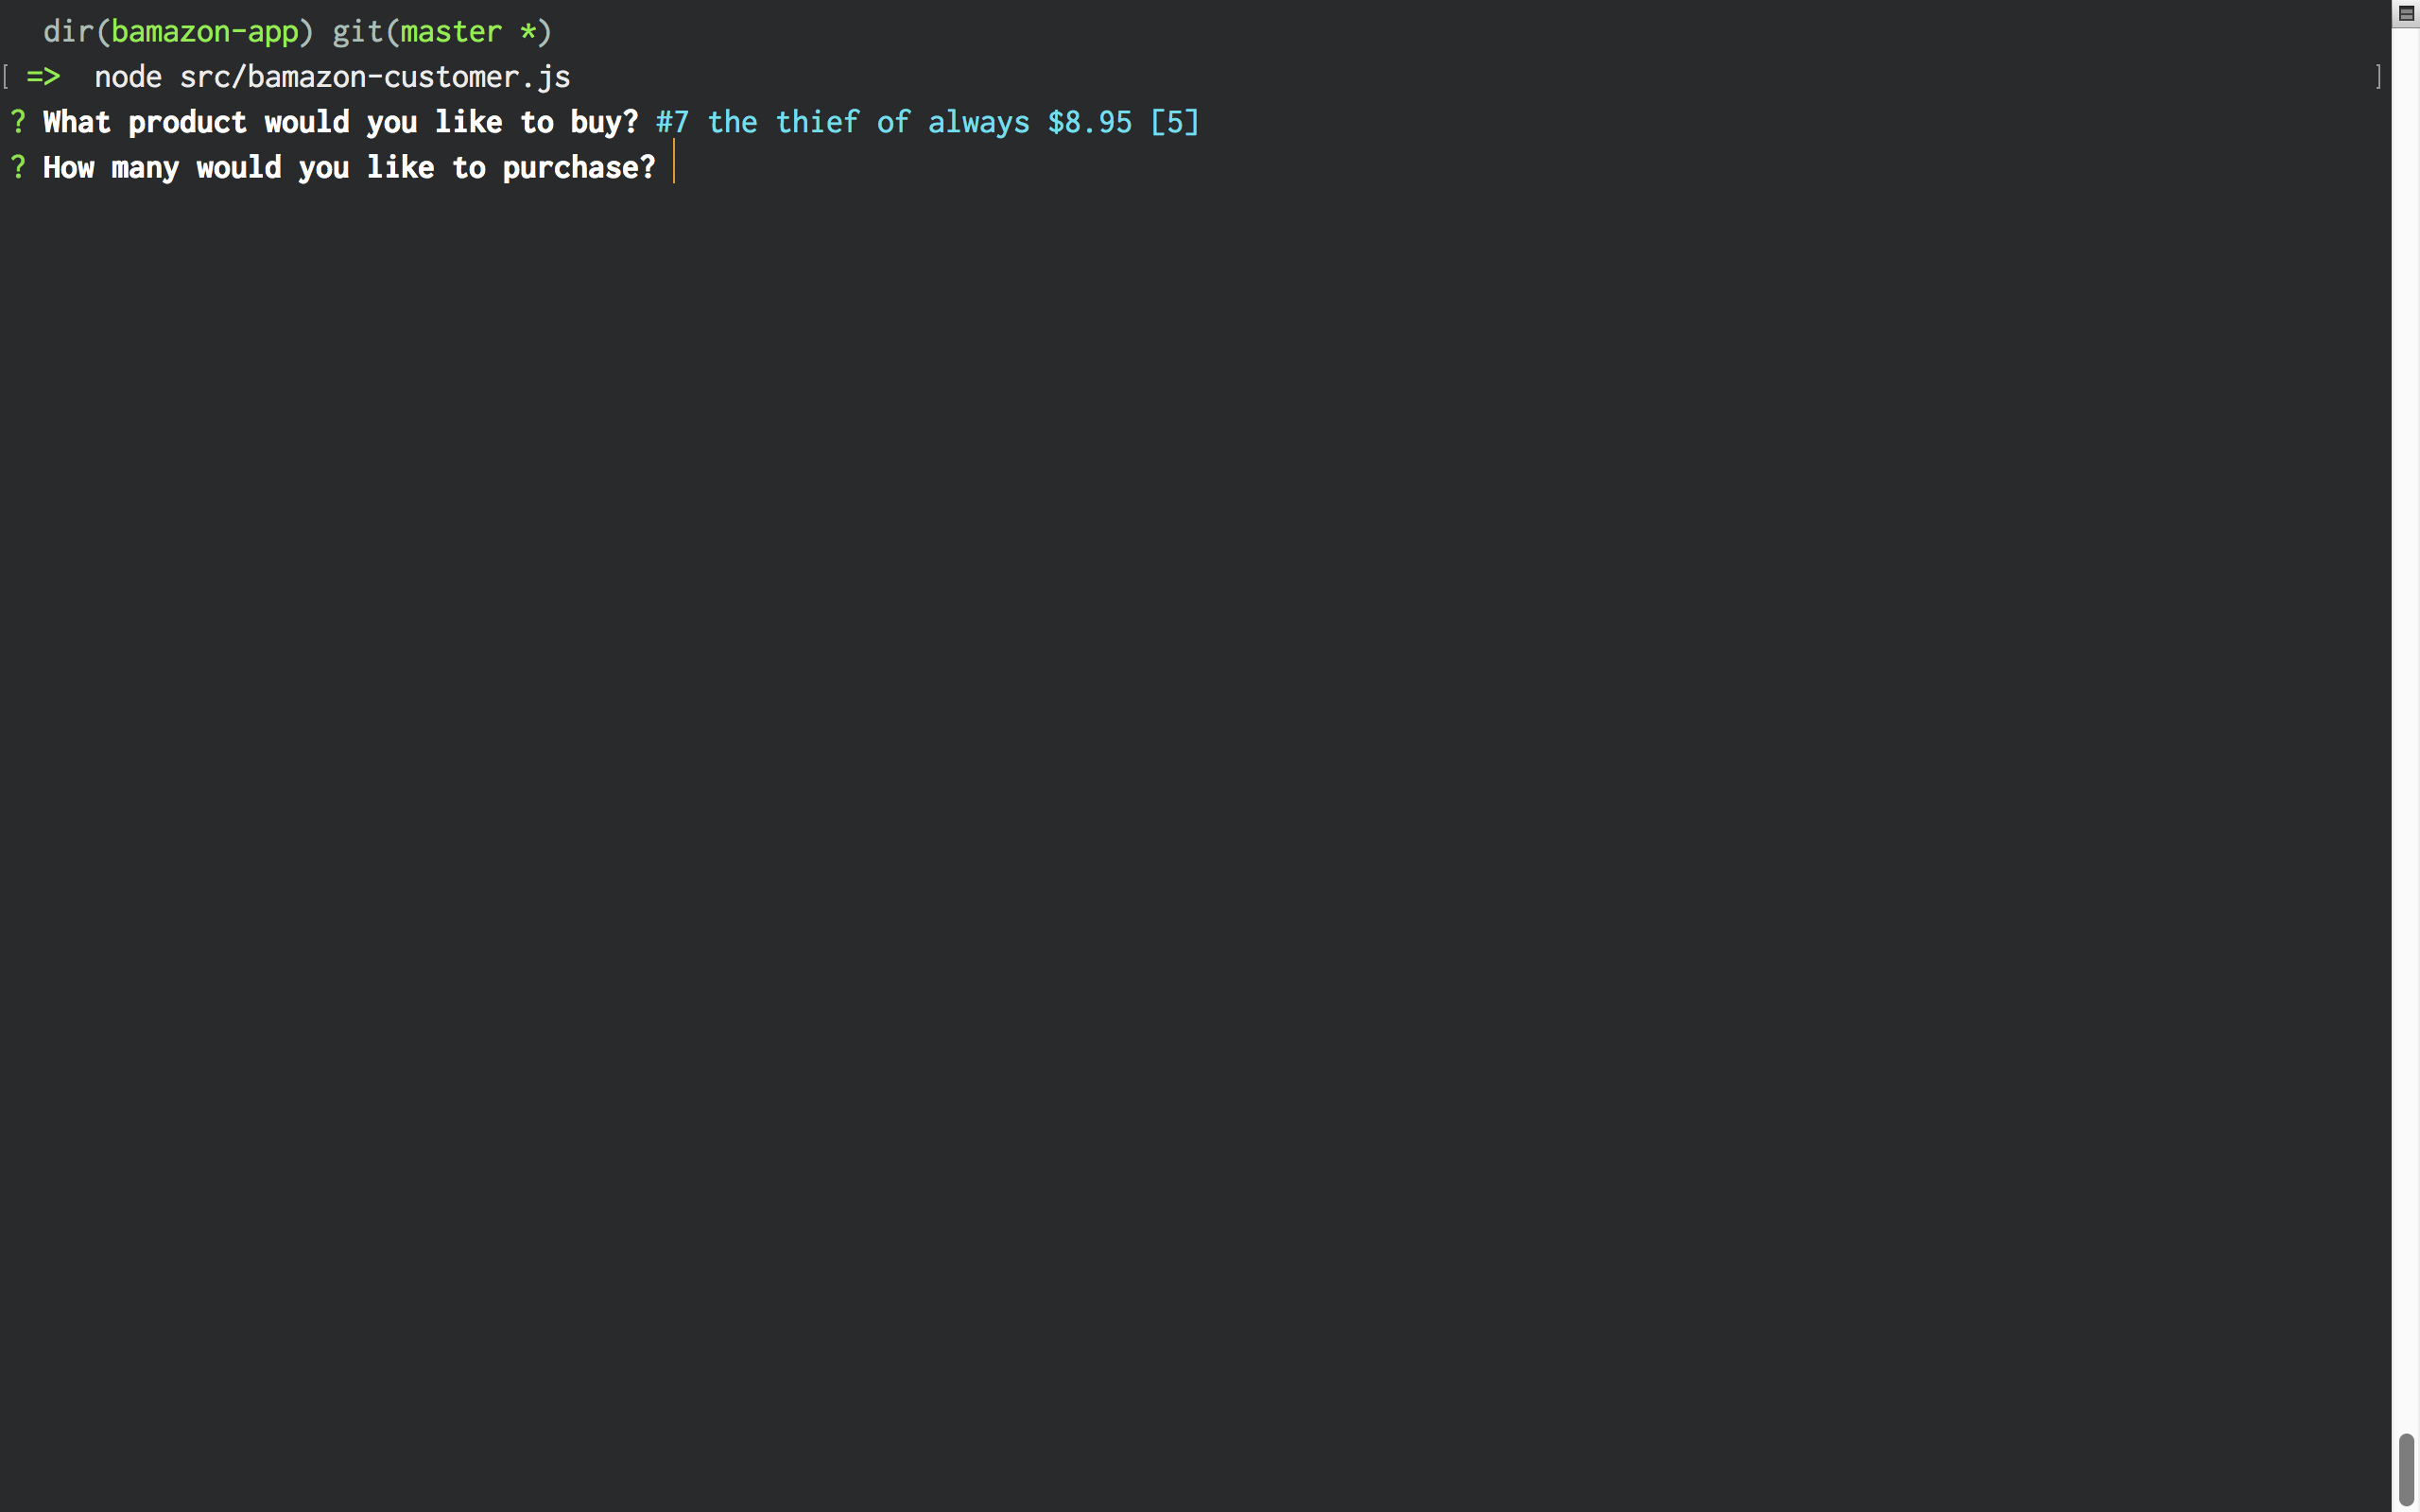 dir(bamazon-app) git(master *)
[ =>  node src/bamazon-customer.js ]
? What product would you like to buy? #7 the thief of always $8.95 [5]
? How many would you like to purchase?